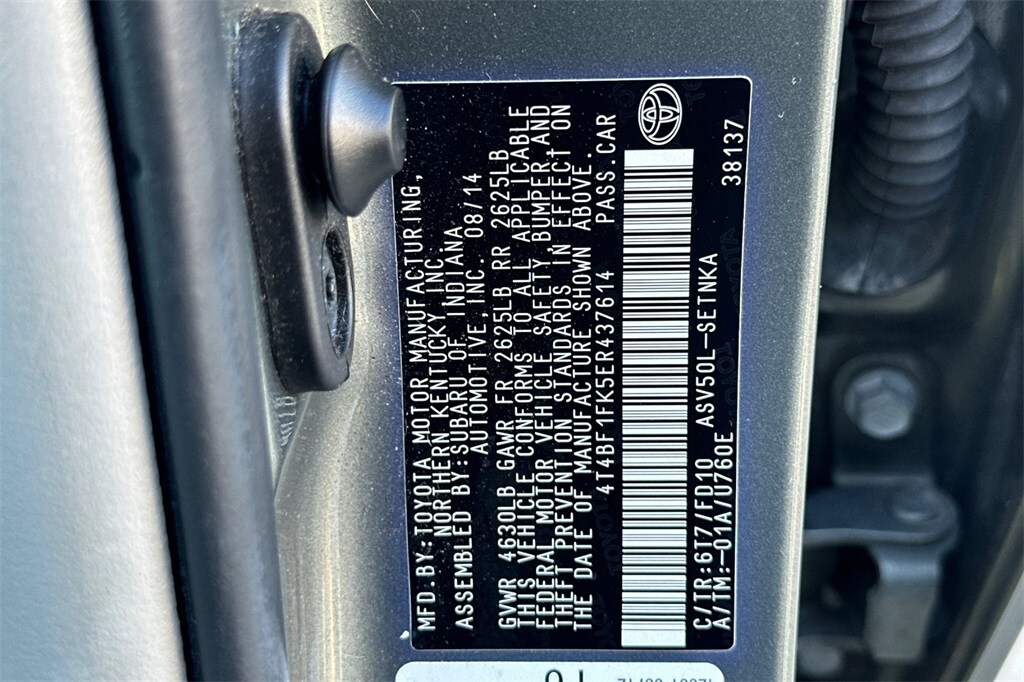 MFD.BY:TOYOTA MOTOR MANUFACTURING,
NORTHERN KENTUCKY, INC.
ASSEMBLED BY:SUBARU OF INDIANA
AUTOMOTIVE,INC. 08/14
GVWR 4630LB GAWR FR 2625LB RR 2625LB
THIS VEHICLE CONFORMS TO ALL APPLICABLE
FEDERAL MOTOR VEHICLE SAFETY, BUMPER, AND
THEFT PREVENTION STANDARDS IN EFFECT ON
THE DATE OF MANUFACTURE SHOWN ABOVE.
4T4BF1FK5ER437614 PASS.CAR
C/TR:6T7/FD10 ASV50L-SETNKA 38137
A/TM:-01A/U760E